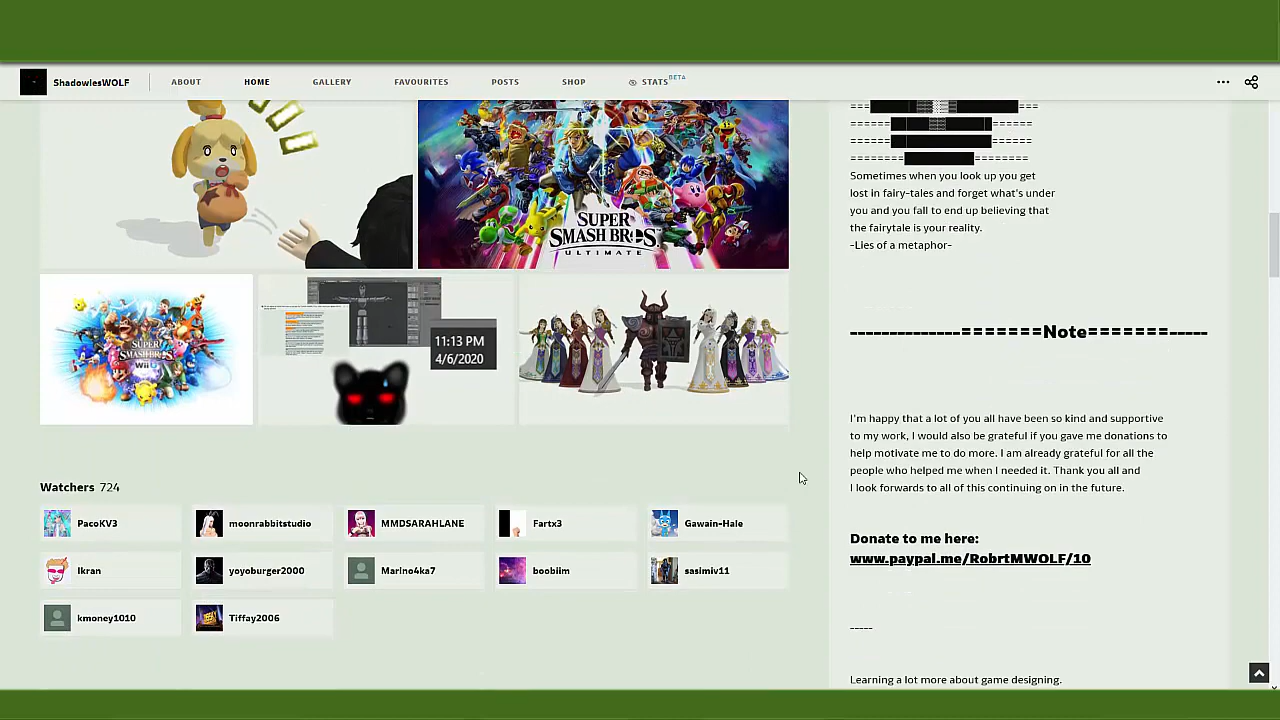 ShadowlesWOLF
ABOUT
HOME
GALLERY
FAVOURITES
POSTS
SHOP
STATS BETA
SUPER
SMASH BROS
ULTIMATE
SUPER
SMASH BROS
Wii U
11:13 PM
4/6/2020
Watchers 724
PacoKV3
moonrabbitstudio
MMDSARAHLANE
Fartx3
Gawain-Hale
Ikran
yoyoburger2000
Marino4ka7
boobiim
sasimiv11
kmoney1010
Tiffay2006
Sometimes when you look up you get
lost in fairy-tales and forget what's under
you and you fall to end up believing that
the fairytale is your reality.
-Lies of a metaphor-
--------------=======Note=======-----
I'm happy that a lot of you all have been so kind and supportive
to my work, I would also be grateful if you gave me donations to
help motivate me to do more. I am already grateful for all the
people who helped me when I needed it. Thank you all and
I look forwards to all of this continuing on in the future.
Donate to me here:
www.paypal.me/RobrtMWOLF/10
-----
Learning a lot more about game designing.